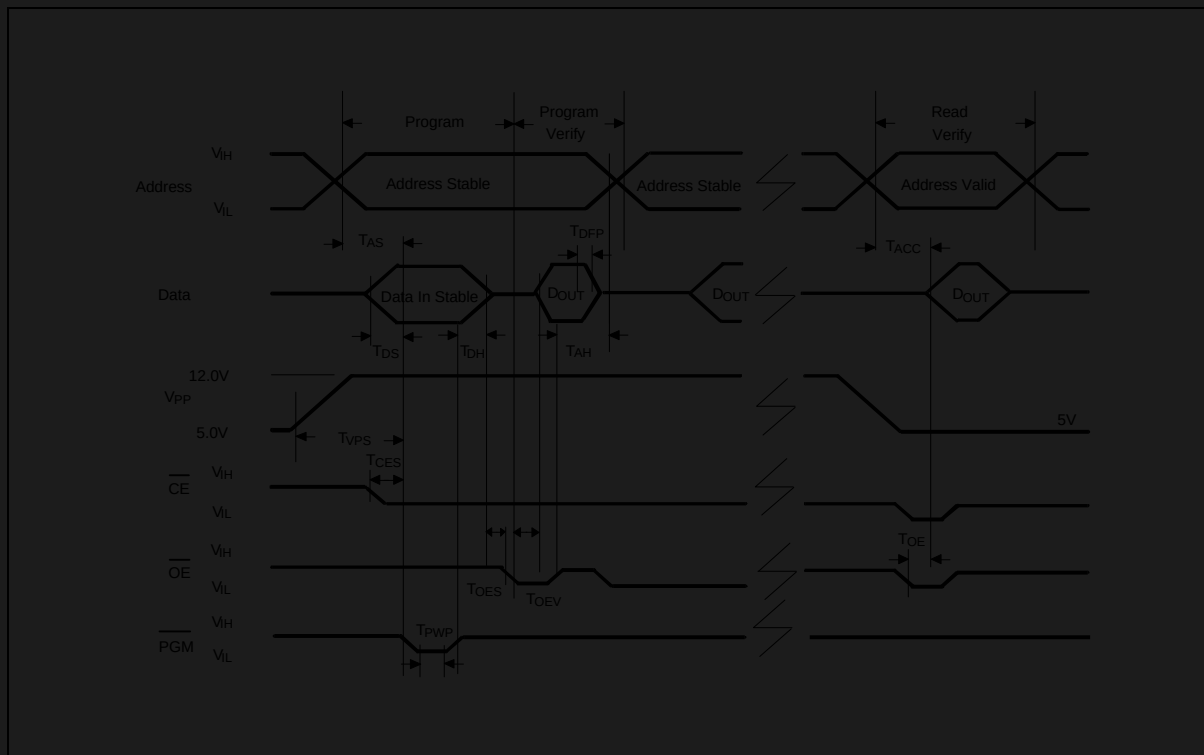 Program
Program
Verify
Read
Verify
VIH
Address
VIL
Address Stable
Address Stable
Address Valid
TAS
TDFP
TACC
Data
Data In Stable
DOUT
DOUT
DOUT
TDS
TDH
TAH
12.0V
VPP
5.0V
5V
TVPS
TCES
VIH
CE
VIL
TOE
VIH
OE
VIL
TOES
TOEV
VIH
PGM
VIL
TPWP